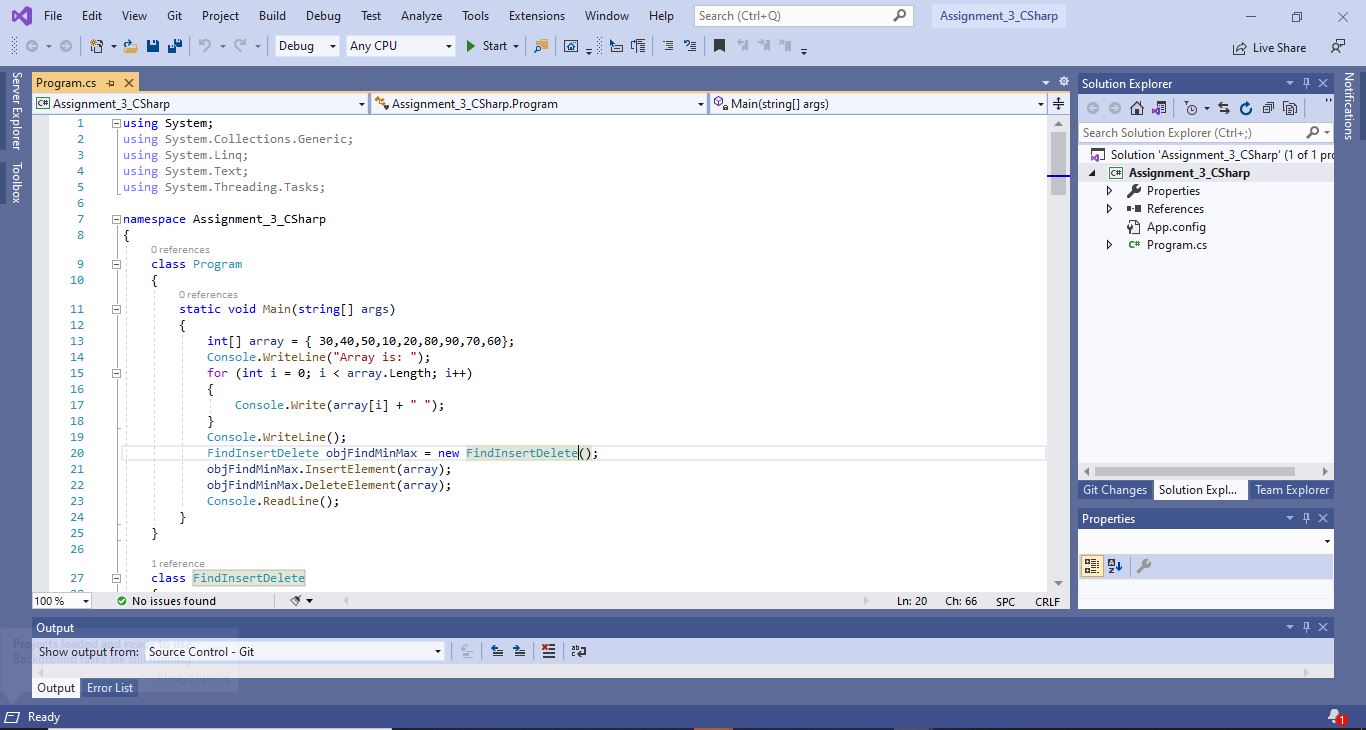 File Edit View Git Project Build Debug Test Analyze Tools Extensions Window Help Search (Ctrl+Q) Assignment_3_CSharp
Debug Any CPU Start Live Share
Server Explorer
Toolbox
Program.cs
Assignment_3_CSharp Assignment_3_CSharp.Program Main(string[] args)
1 using System;
2 using System.Collections.Generic;
3 using System.Linq;
4 using System.Text;
5 using System.Threading.Tasks;
6
7 namespace Assignment_3_CSharp
8 {
0 references
9 class Program
10 {
0 references
11 static void Main(string[] args)
12 {
13 int[] array = { 30,40,50,10,20,80,90,70,60};
14 Console.WriteLine("Array is: ");
15 for (int i = 0; i < array.Length; i++)
16 {
17 Console.Write(array[i] + " ");
18 }
19 Console.WriteLine();
20 FindInsertDelete objFindMinMax = new FindInsertDelete();
21 objFindMinMax.InsertElement(array);
22 objFindMinMax.DeleteElement(array);
23 Console.ReadLine();
24 }
25 }
26
1 reference
27 class FindInsertDelete
28 {
100 % No issues found Ln: 20 Ch: 66 SPC CRLF
Solution Explorer
Search Solution Explorer (Ctrl+;)
Solution 'Assignment_3_CSharp' (1 of 1 pro
Assignment_3_CSharp
Properties
References
App.config
C# Program.cs
Git Changes Solution Expl... Team Explorer
Properties
Notifications
Output
Show output from: Source Control - Git
Always Ignore
Output Error List
Ready 1